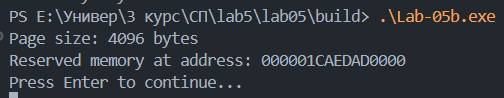 PS E:\Универ\3 курс\СП\lab5\lab05\build> .\Lab-05b.exe
Page size: 4096 bytes
Reserved memory at address: 000001CAEDAD0000
Press Enter to continue...